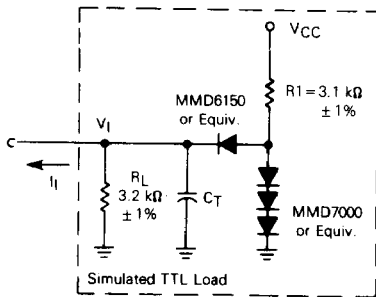 VCC
R1 = 3.1 kΩ
± 1%
MMD6150
or Equiv.
VI
C
II
RL
3.2 kΩ
± 1%
CT
MMD7000
or Equiv.
Simulated TTL Load